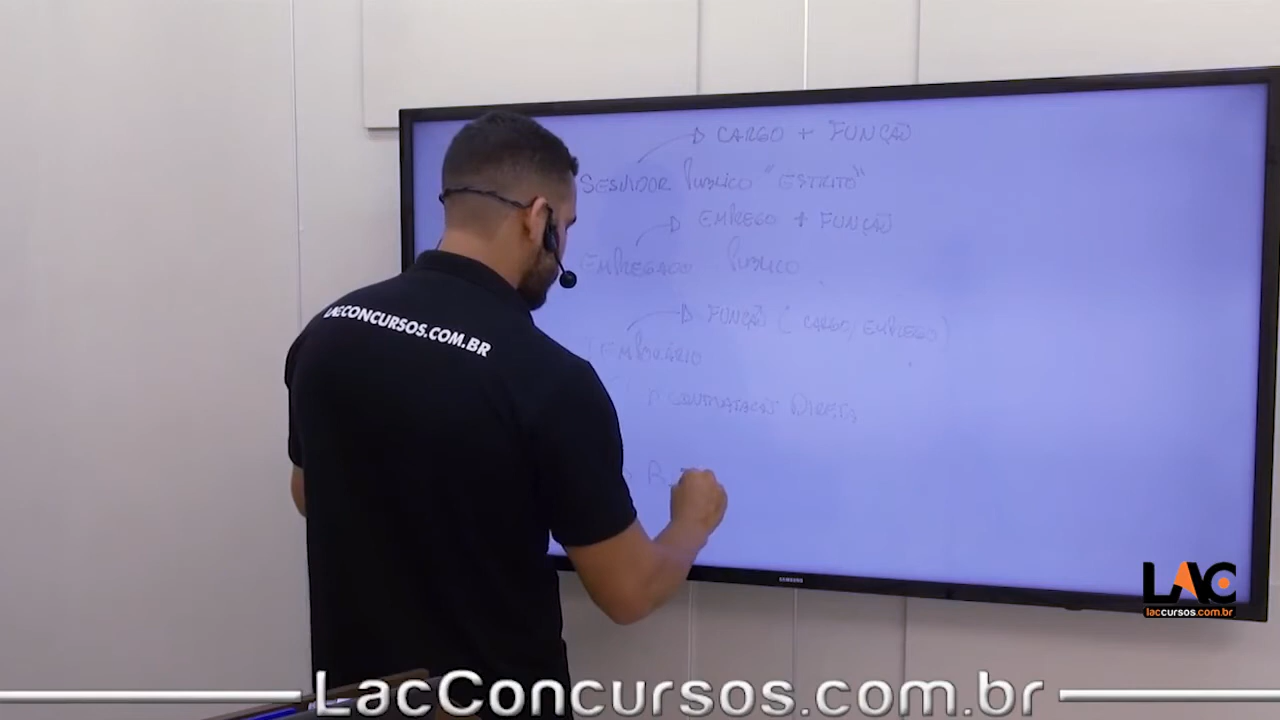 CARGO + FUNÇÃO
SERVIDOR PUBLICO "ESTRITO"
EMPREGO + FUNÇÃO
EMPREGADO PUBLICO
FUNÇÃO (CARGO/EMPREGO)
TEMPORÁRIO
CONTRATAÇÃO DIRETA
R.
LACCONCURSOS.COM.BR
SAMSUNG
LAC
laccursos.com.br
LacConcursos.com.br